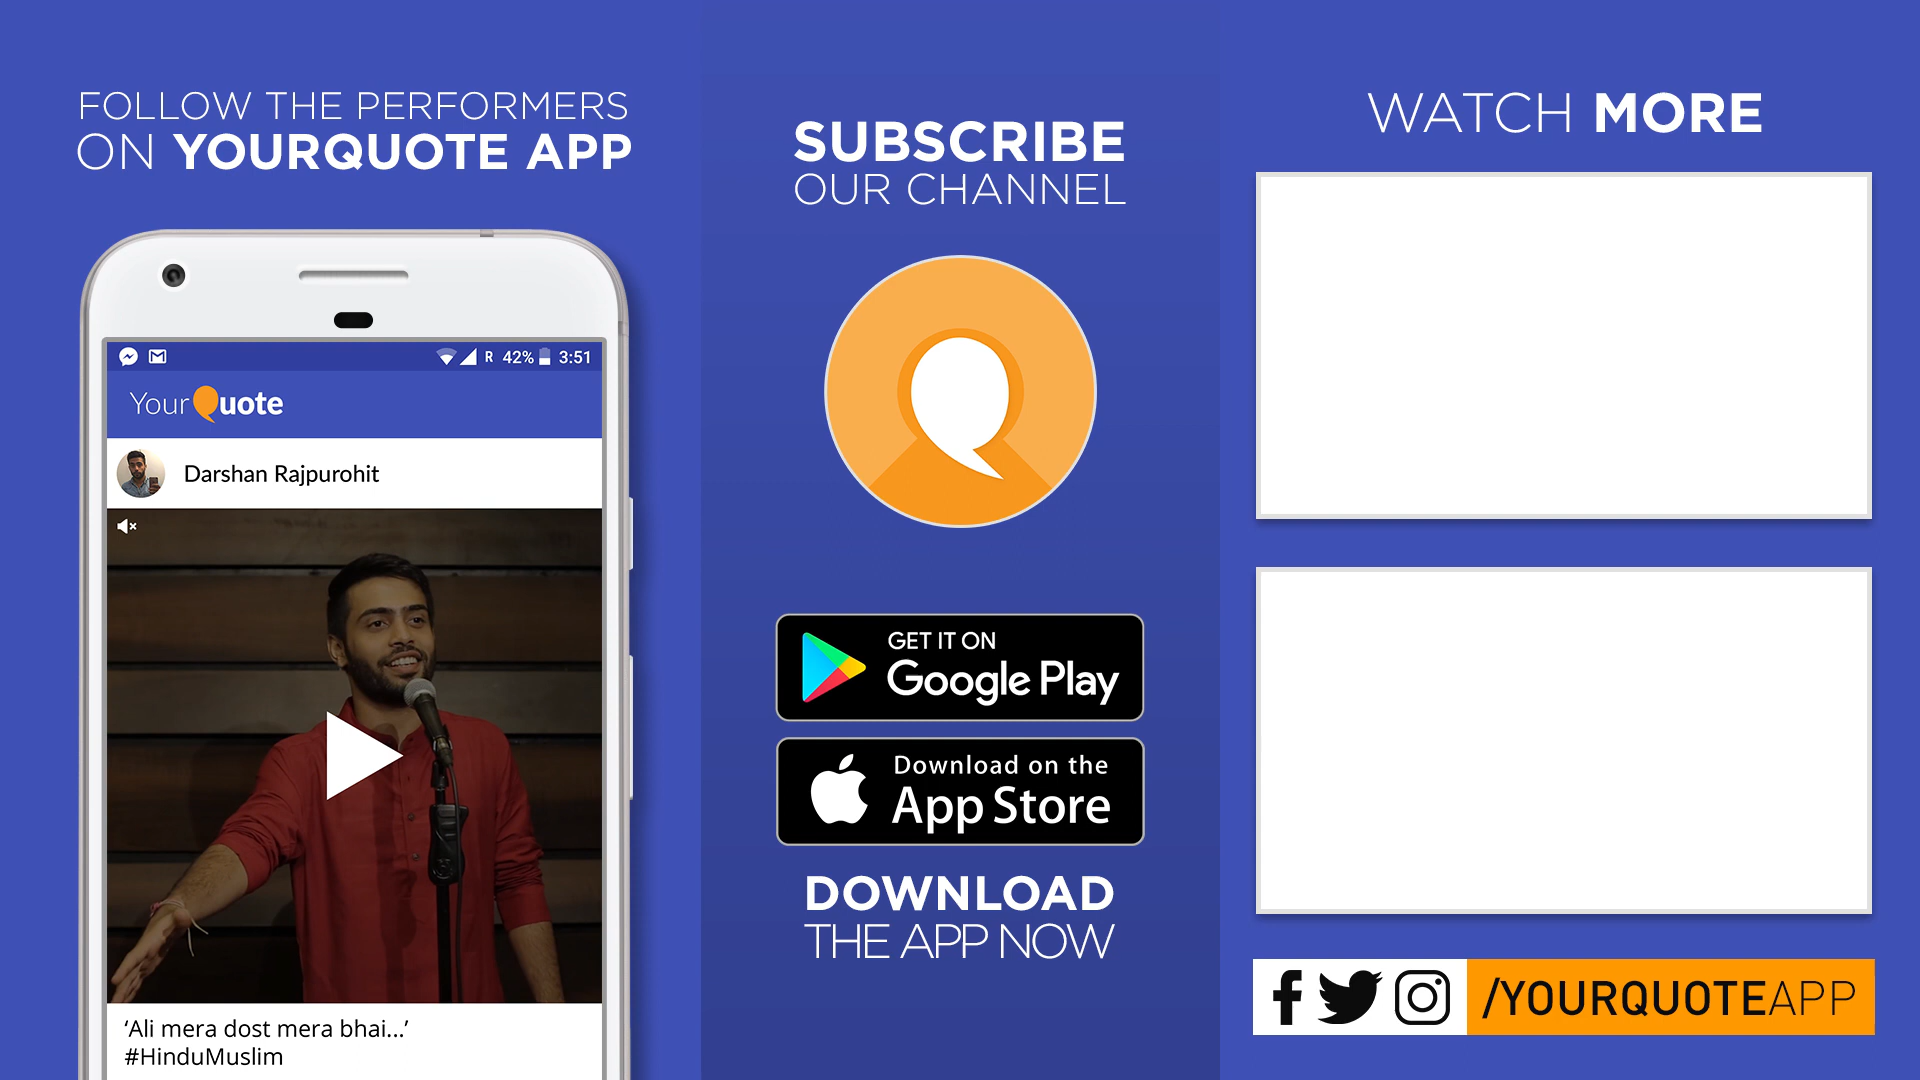 FOLLOW THE PERFORMERS
ON YOURQUOTE APP
R 42% 3:51
YourQuote
Darshan Rajpurohit
‘Ali mera dost mera bhai...’
#HinduMuslim
SUBSCRIBE
OUR CHANNEL
GET IT ON
Google Play
Download on the
App Store
DOWNLOAD
THE APP NOW
WATCH MORE
/YOURQUOTEAPP